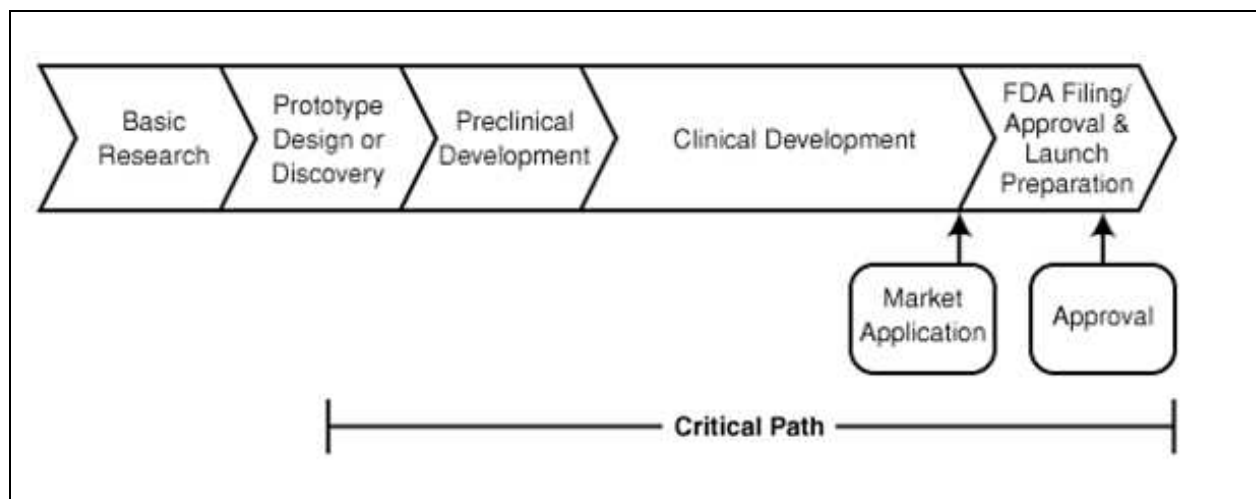 Basic
Research
Prototype
Design or
Discovery
Preclinical
Development
Clinical Development
FDA Filing/
Approval &
Launch
Preparation
Market
Application
Approval
Critical Path